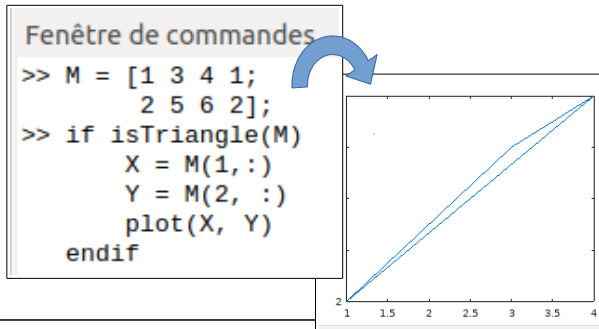 Fenêtre de commandes
>> M = [1 3 4 1;
2 5 6 2];
>> if isTriangle(M)
X = M(1,:)
Y = M(2, :)
plot(X, Y)
endif
2
1 1.5 2 2.5 3 3.5 4